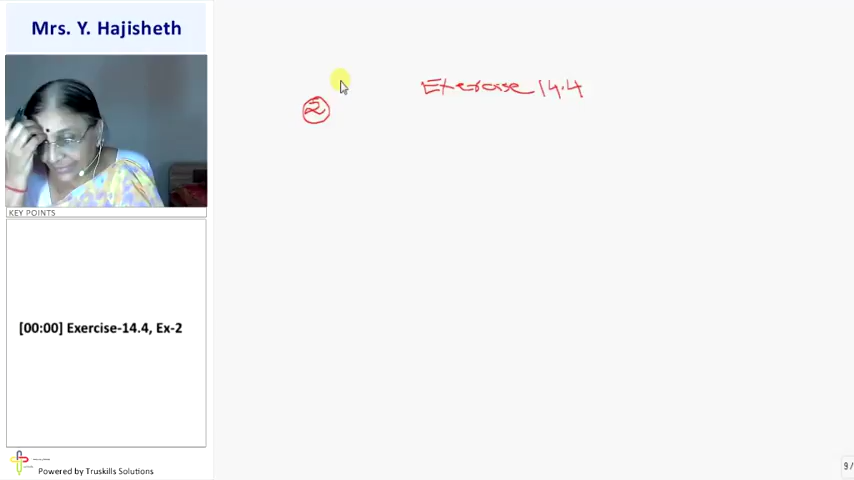 Mrs. Y. Hajisheth
Exercise 14.4
2
KEY POINTS
[00:00] Exercise-14.4, Ex-2
Powered by Truskills Solutions
9/